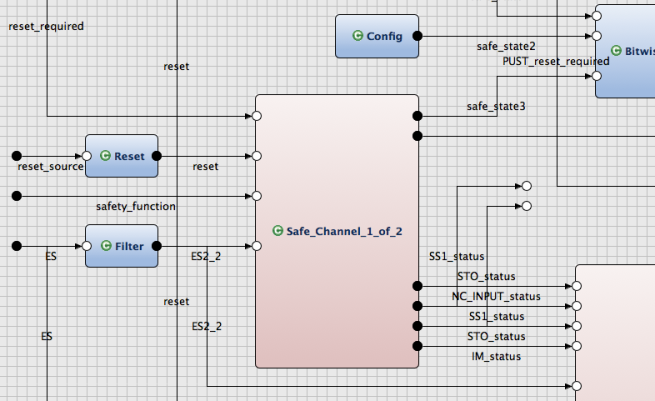 reset_required
Config
safe_state2
Bitwis
PUST_reset_required
reset
safe_state3
Reset
reset_source
reset
safety_function
Safe_Channel_1_of_2
Filter
ES
ES2_2
SS1_status
STO_status
NC_INPUT_status
reset
SS1_status
ES2_2
STO_status
ES
IM_status